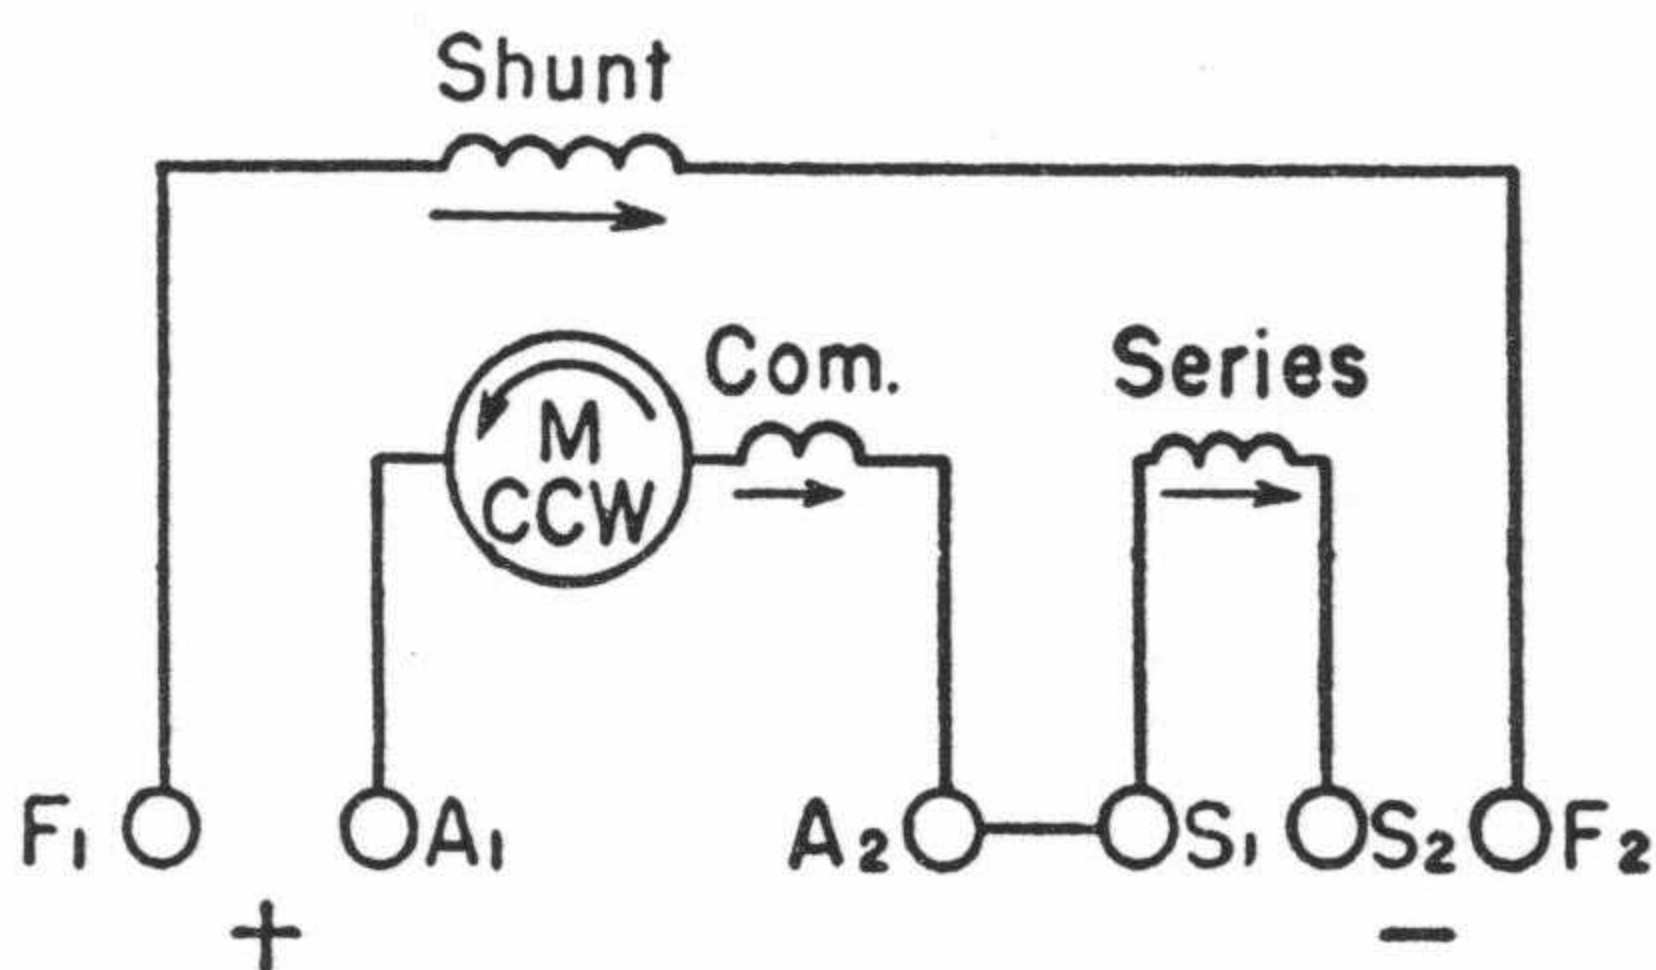 Shunt
Com.
Series
M
CCW
F1
A1
A2
S1
S2
F2
+
−